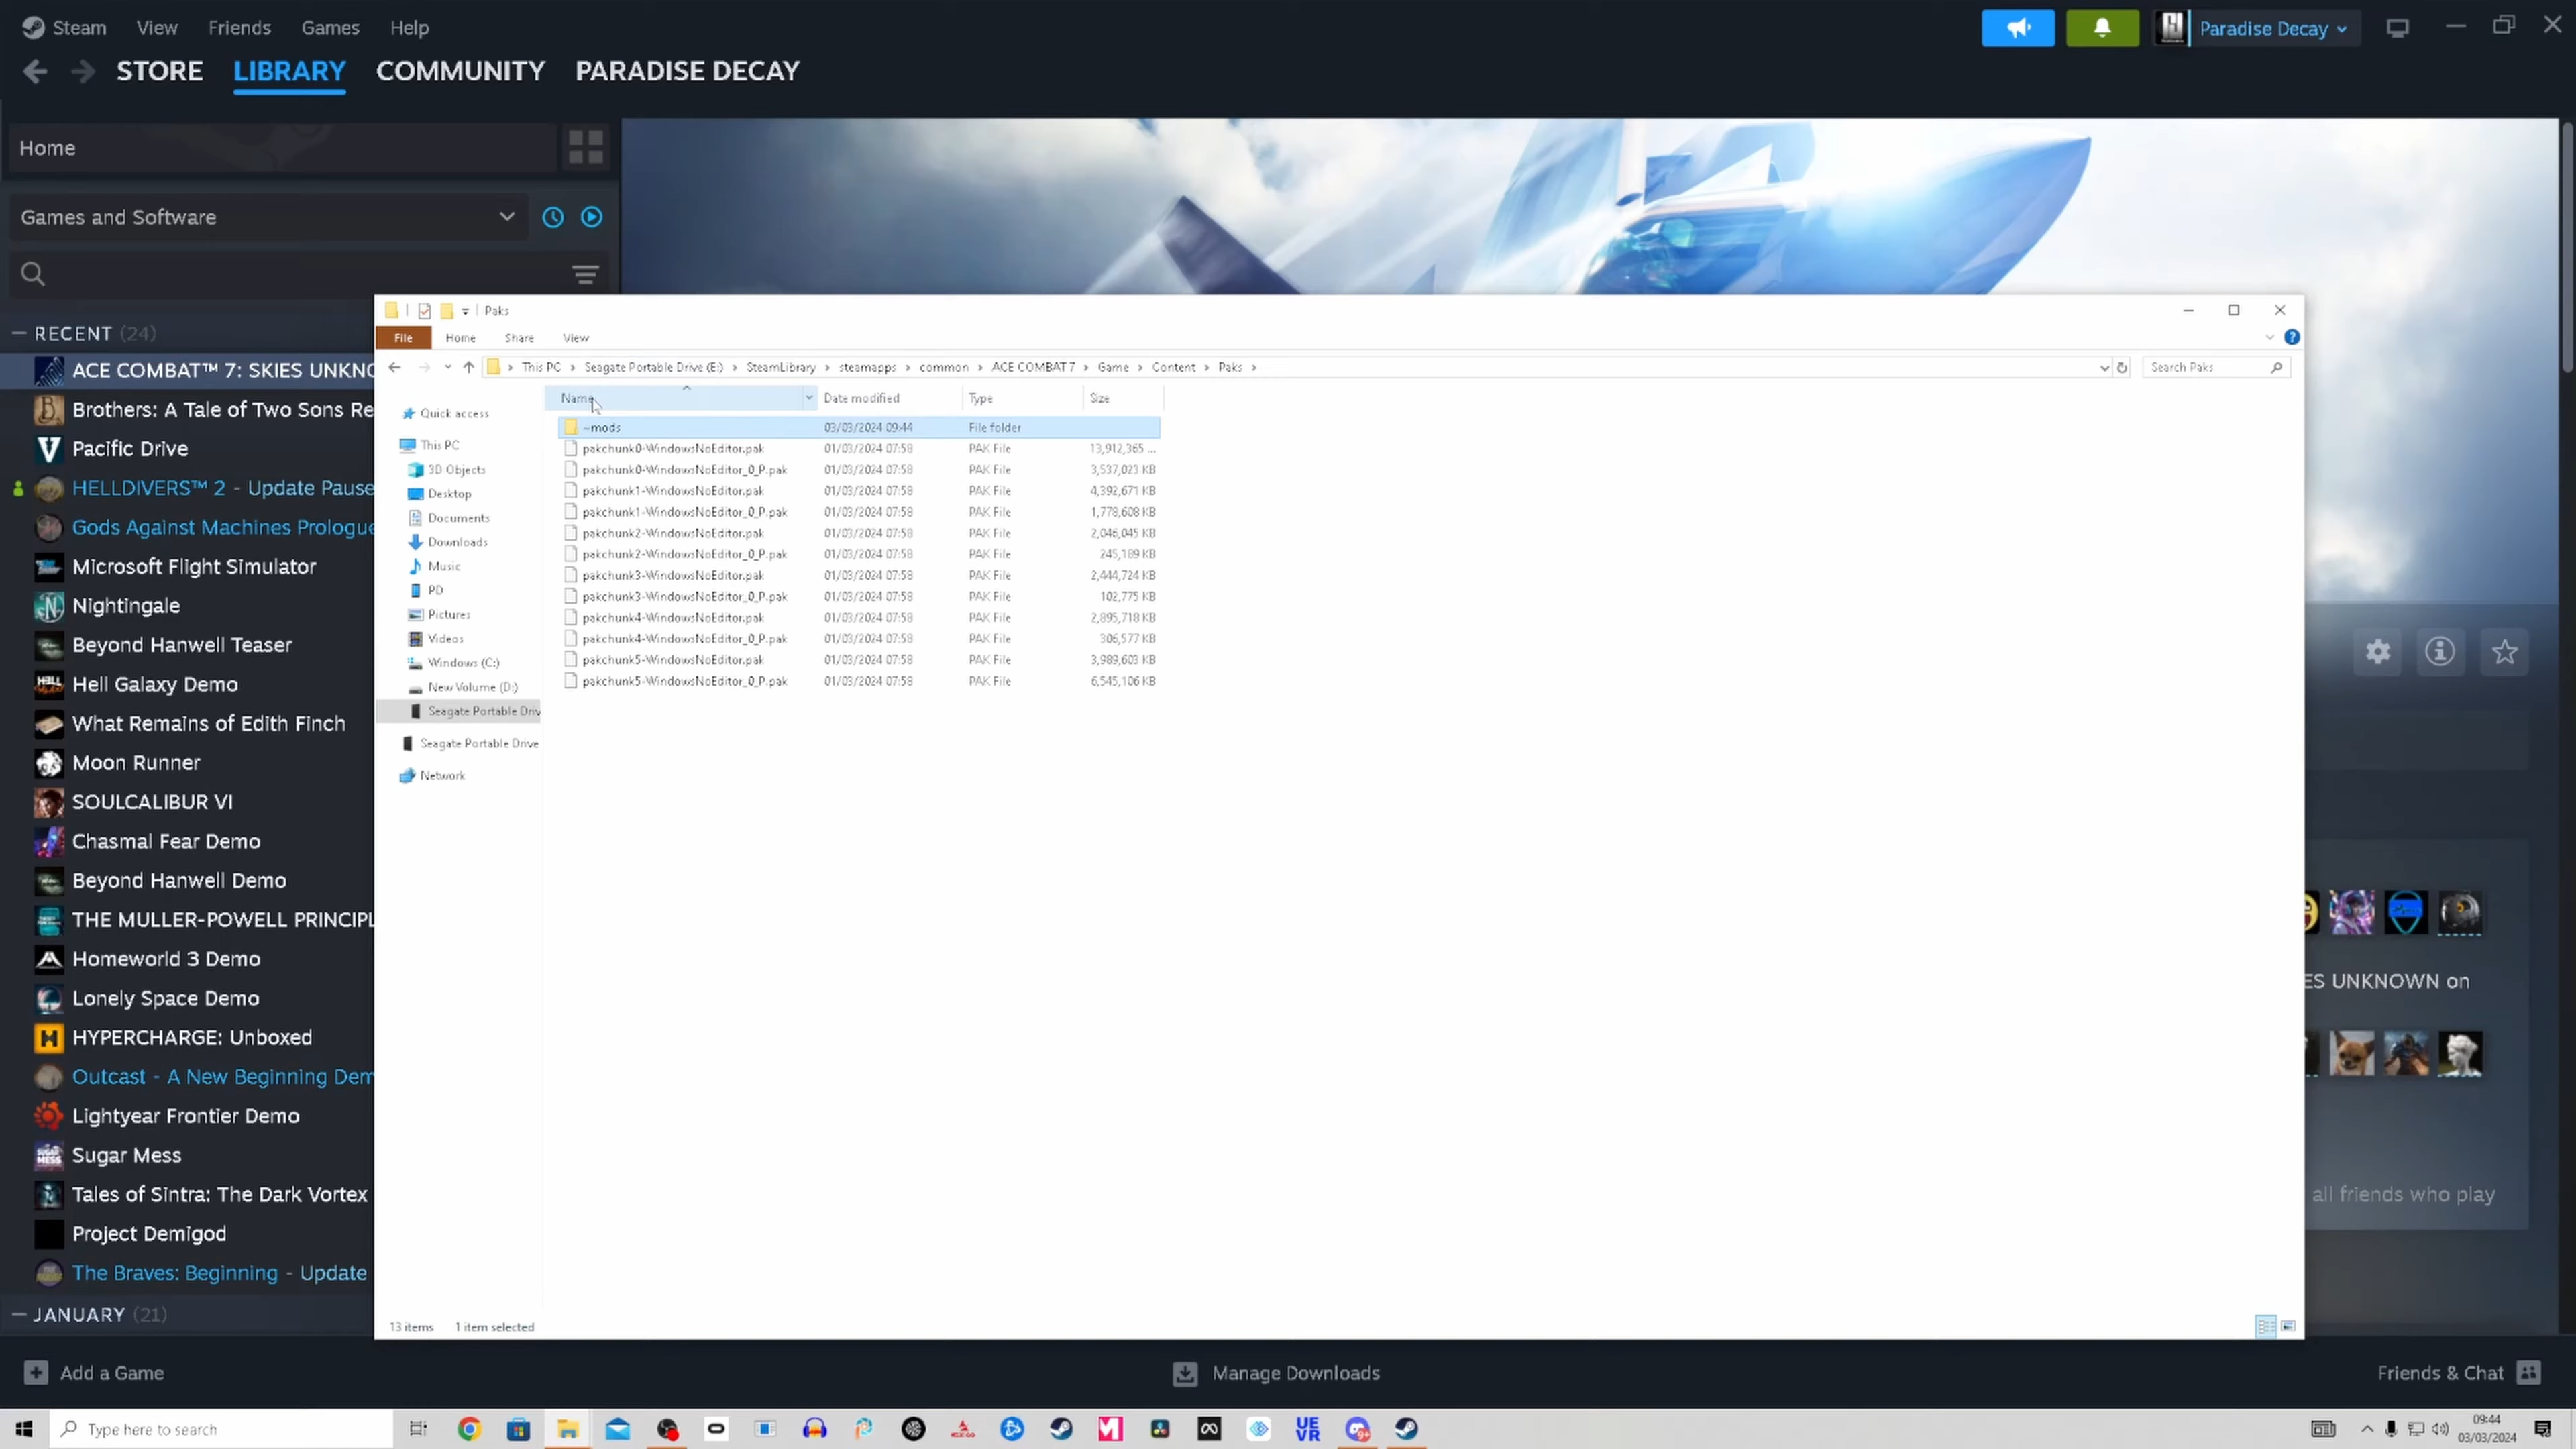 Steam View Friends Games Help Paradise Decay
STORE LIBRARY COMMUNITY PARADISE DECAY
Home
Games and Software
RECENT (24)
ACE COMBAT™ 7: SKIES UNKNO
Brothers: A Tale of Two Sons Re
Pacific Drive
HELLDIVERS™ 2 - Update Pause
Gods Against Machines Prologue
Microsoft Flight Simulator
Nightingale
Beyond Hanwell Teaser
Hell Galaxy Demo
What Remains of Edith Finch
Moon Runner
SOULCALIBUR VI
Chasmal Fear Demo
Beyond Hanwell Demo
THE MULLER-POWELL PRINCIPL
Homeworld 3 Demo
Lonely Space Demo
HYPERCHARGE: Unboxed
Outcast - A New Beginning Dem
Lightyear Frontier Demo
Sugar Mess
Tales of Sintra: The Dark Vortex
Project Demigod
The Braves: Beginning - Update
JANUARY (21)
Paks
File Home Share View
This PC > Seagate Portable Drive (E:) > SteamLibrary > steamapps > common > ACE COMBAT 7 > Game > Content > Paks >
Search Paks
Quick access
This PC
3D Objects
Desktop
Documents
Downloads
Music
PD
Pictures
Videos
Windows (C:)
New Volume (D:)
Seagate Portable Driv
Seagate Portable Drive
Network
Name Date modified Type Size
~mods 03/03/2024 09:44 File folder
pakchunk0-WindowsNoEditor.pak 01/03/2024 07:58 PAK File 13,912,365 ...
pakchunk0-WindowsNoEditor_0_P.pak 01/03/2024 07:58 PAK File 3,537,023 KB
pakchunk1-WindowsNoEditor.pak 01/03/2024 07:58 PAK File 4,392,671 KB
pakchunk1-WindowsNoEditor_0_P.pak 01/03/2024 07:58 PAK File 1,778,608 KB
pakchunk2-WindowsNoEditor.pak 01/03/2024 07:58 PAK File 2,046,045 KB
pakchunk2-WindowsNoEditor_0_P.pak 01/03/2024 07:58 PAK File 245,189 KB
pakchunk3-WindowsNoEditor.pak 01/03/2024 07:58 PAK File 2,444,724 KB
pakchunk3-WindowsNoEditor_0_P.pak 01/03/2024 07:58 PAK File 102,775 KB
pakchunk4-WindowsNoEditor.pak 01/03/2024 07:58 PAK File 2,895,718 KB
pakchunk4-WindowsNoEditor_0_P.pak 01/03/2024 07:58 PAK File 306,577 KB
pakchunk5-WindowsNoEditor.pak 01/03/2024 07:58 PAK File 3,989,603 KB
pakchunk5-WindowsNoEditor_0_P.pak 01/03/2024 07:58 PAK File 6,545,106 KB
13 items 1 item selected
ES UNKNOWN on
all friends who play
Add a Game Manage Downloads Friends & Chat
Type here to search
UE
VR
09:44
03/03/2024